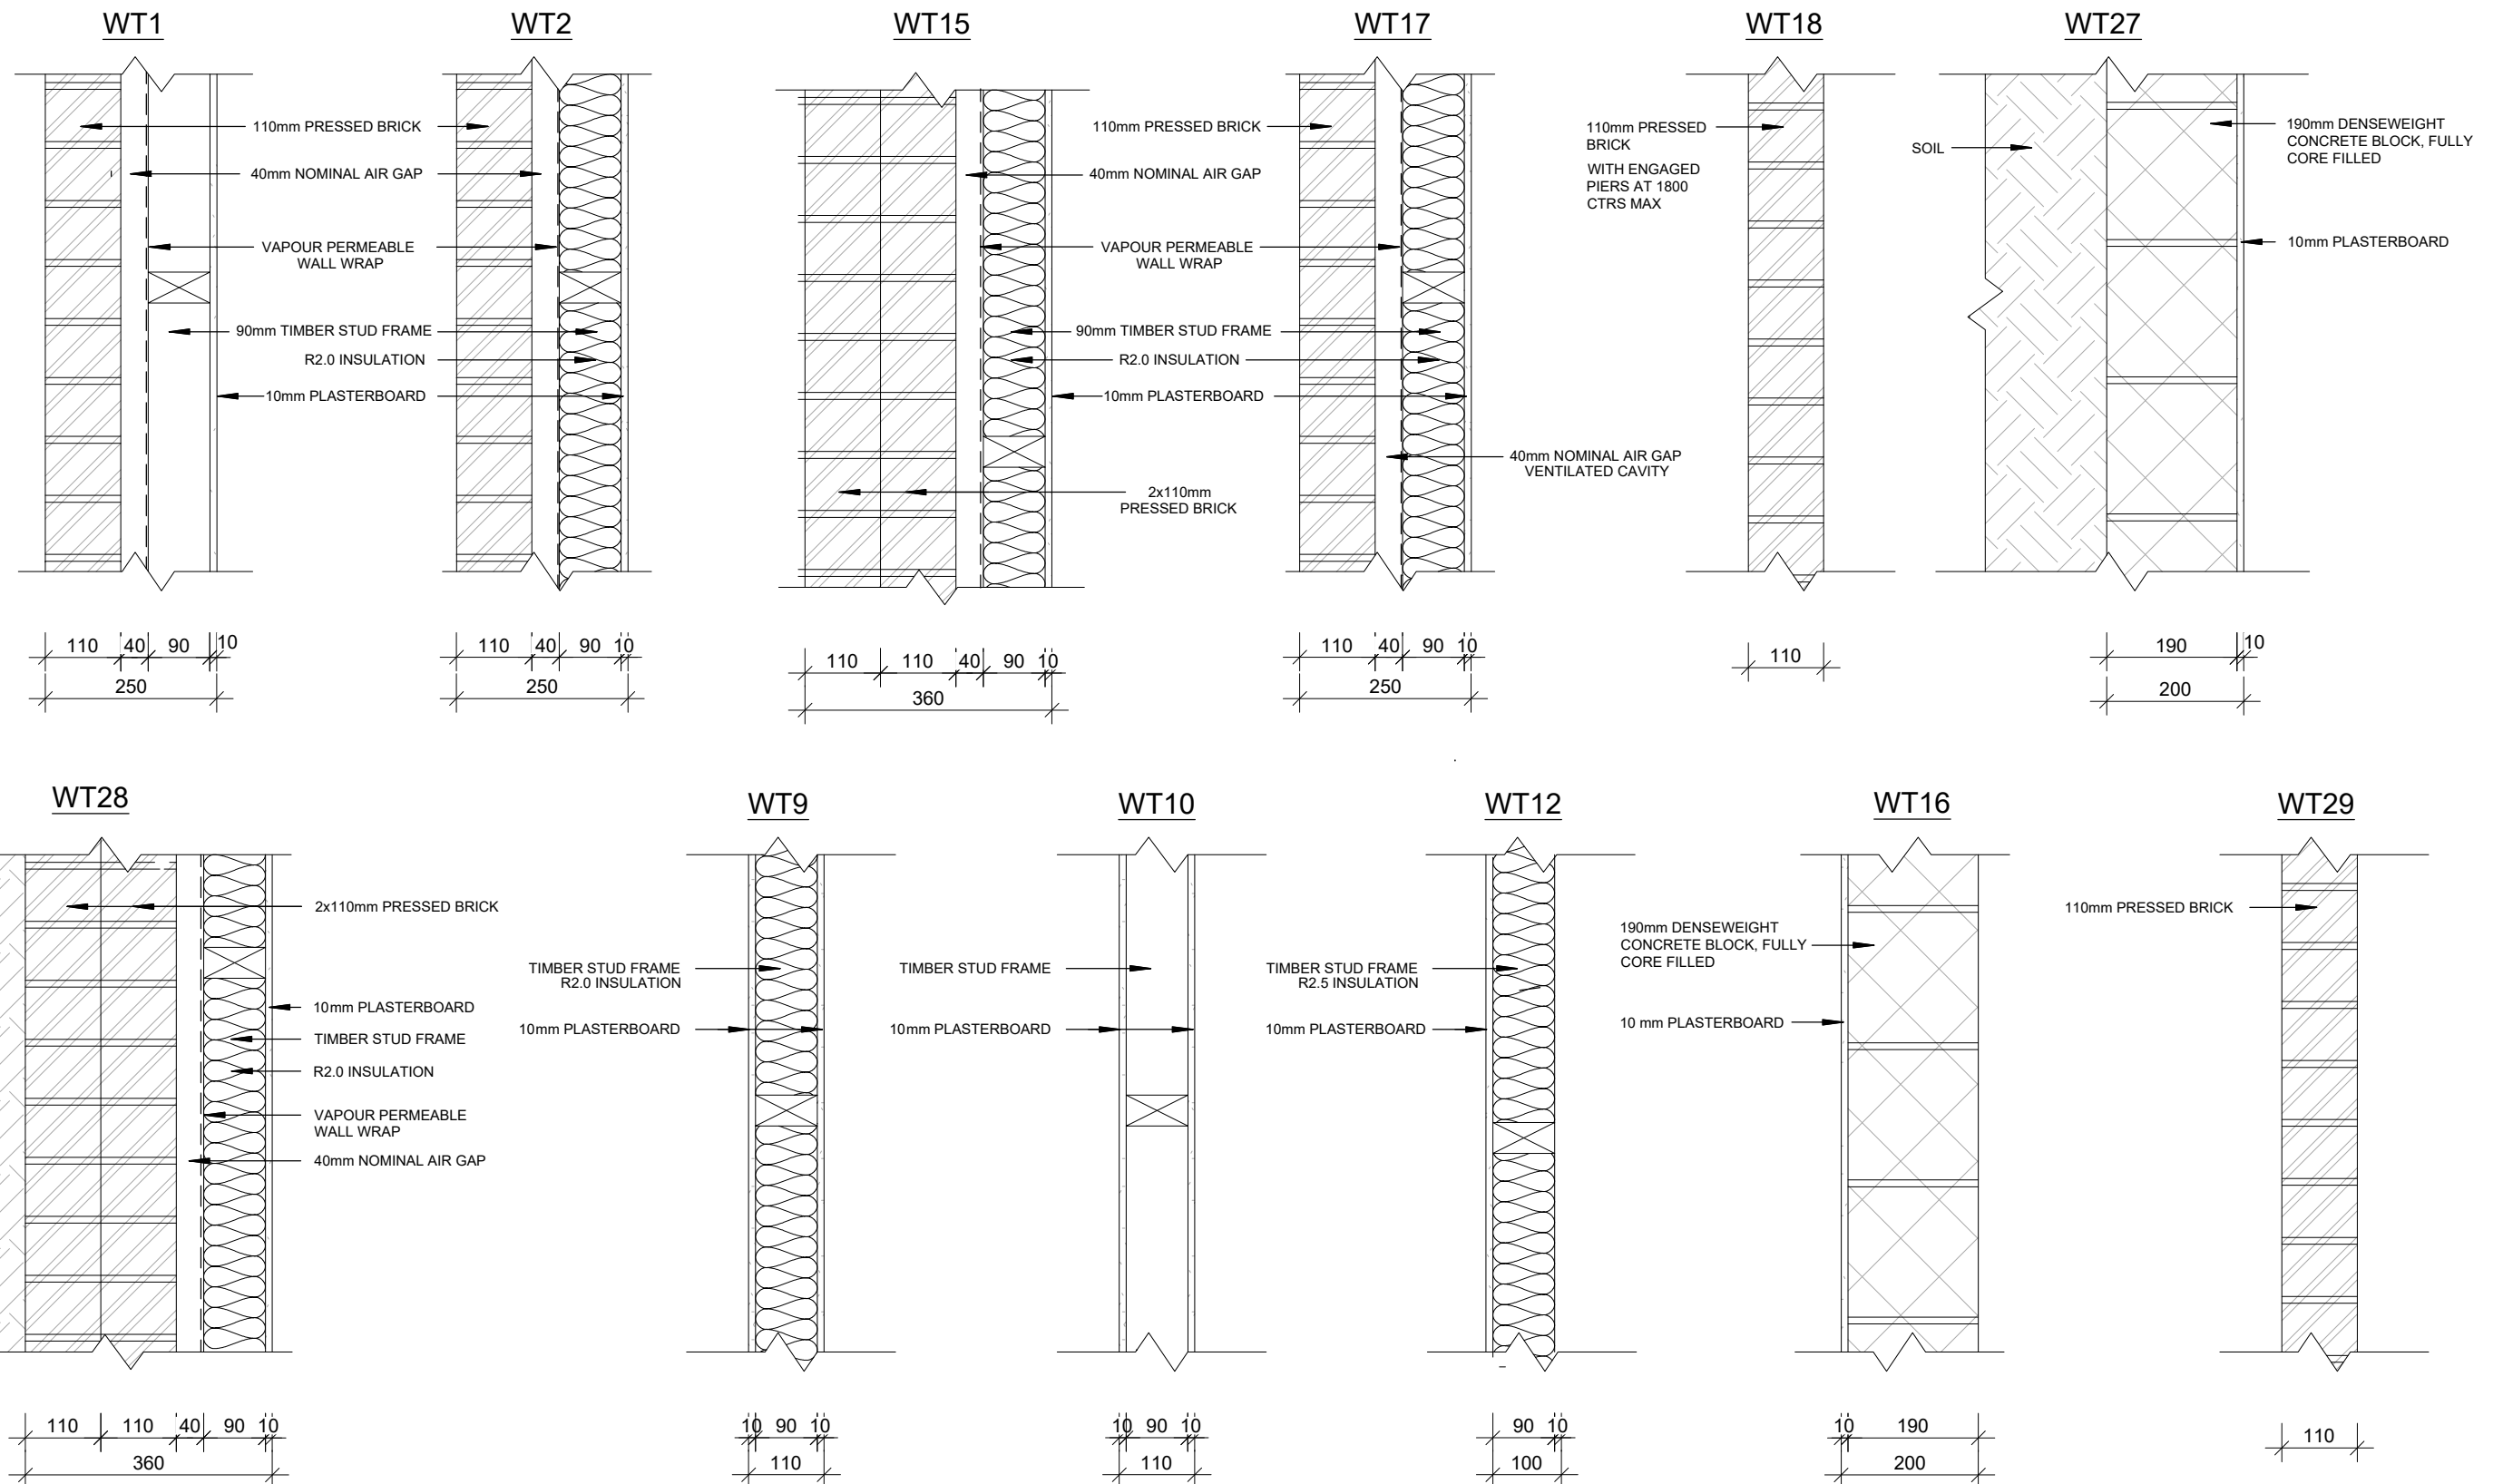 WT1
WT2
WT15
WT17
WT18
WT27
110mm PRESSED BRICK
40mm NOMINAL AIR GAP
VAPOUR PERMEABLE
WALL WRAP
90mm TIMBER STUD FRAME
R2.0 INSULATION
10mm PLASTERBOARD
110mm PRESSED BRICK
40mm NOMINAL AIR GAP
VAPOUR PERMEABLE
WALL WRAP
90mm TIMBER STUD FRAME
R2.0 INSULATION
10mm PLASTERBOARD
2x110mm
PRESSED BRICK
40mm NOMINAL AIR GAP
VENTILATED CAVITY
110mm PRESSED
BRICK
WITH ENGAGED
PIERS AT 1800
CTRS MAX
SOIL
190mm DENSEWEIGHT
CONCRETE BLOCK, FULLY
CORE FILLED
10mm PLASTERBOARD
110 40 90 10
250
110 40 90 10
250
110 110 40 90 10
360
110 40 90 10
250
110
190 10
200
WT28
WT9
WT10
WT12
WT16
WT29
2x110mm PRESSED BRICK
10mm PLASTERBOARD
TIMBER STUD FRAME
R2.0 INSULATION
VAPOUR PERMEABLE
WALL WRAP
40mm NOMINAL AIR GAP
TIMBER STUD FRAME
R2.0 INSULATION
10mm PLASTERBOARD
TIMBER STUD FRAME
10mm PLASTERBOARD
TIMBER STUD FRAME
R2.5 INSULATION
10mm PLASTERBOARD
190mm DENSEWEIGHT
CONCRETE BLOCK, FULLY
CORE FILLED
10 mm PLASTERBOARD
110mm PRESSED BRICK
110 110 40 90 10
360
10 90 10
110
10 90 10
110
90 10
100
10 190
200
110